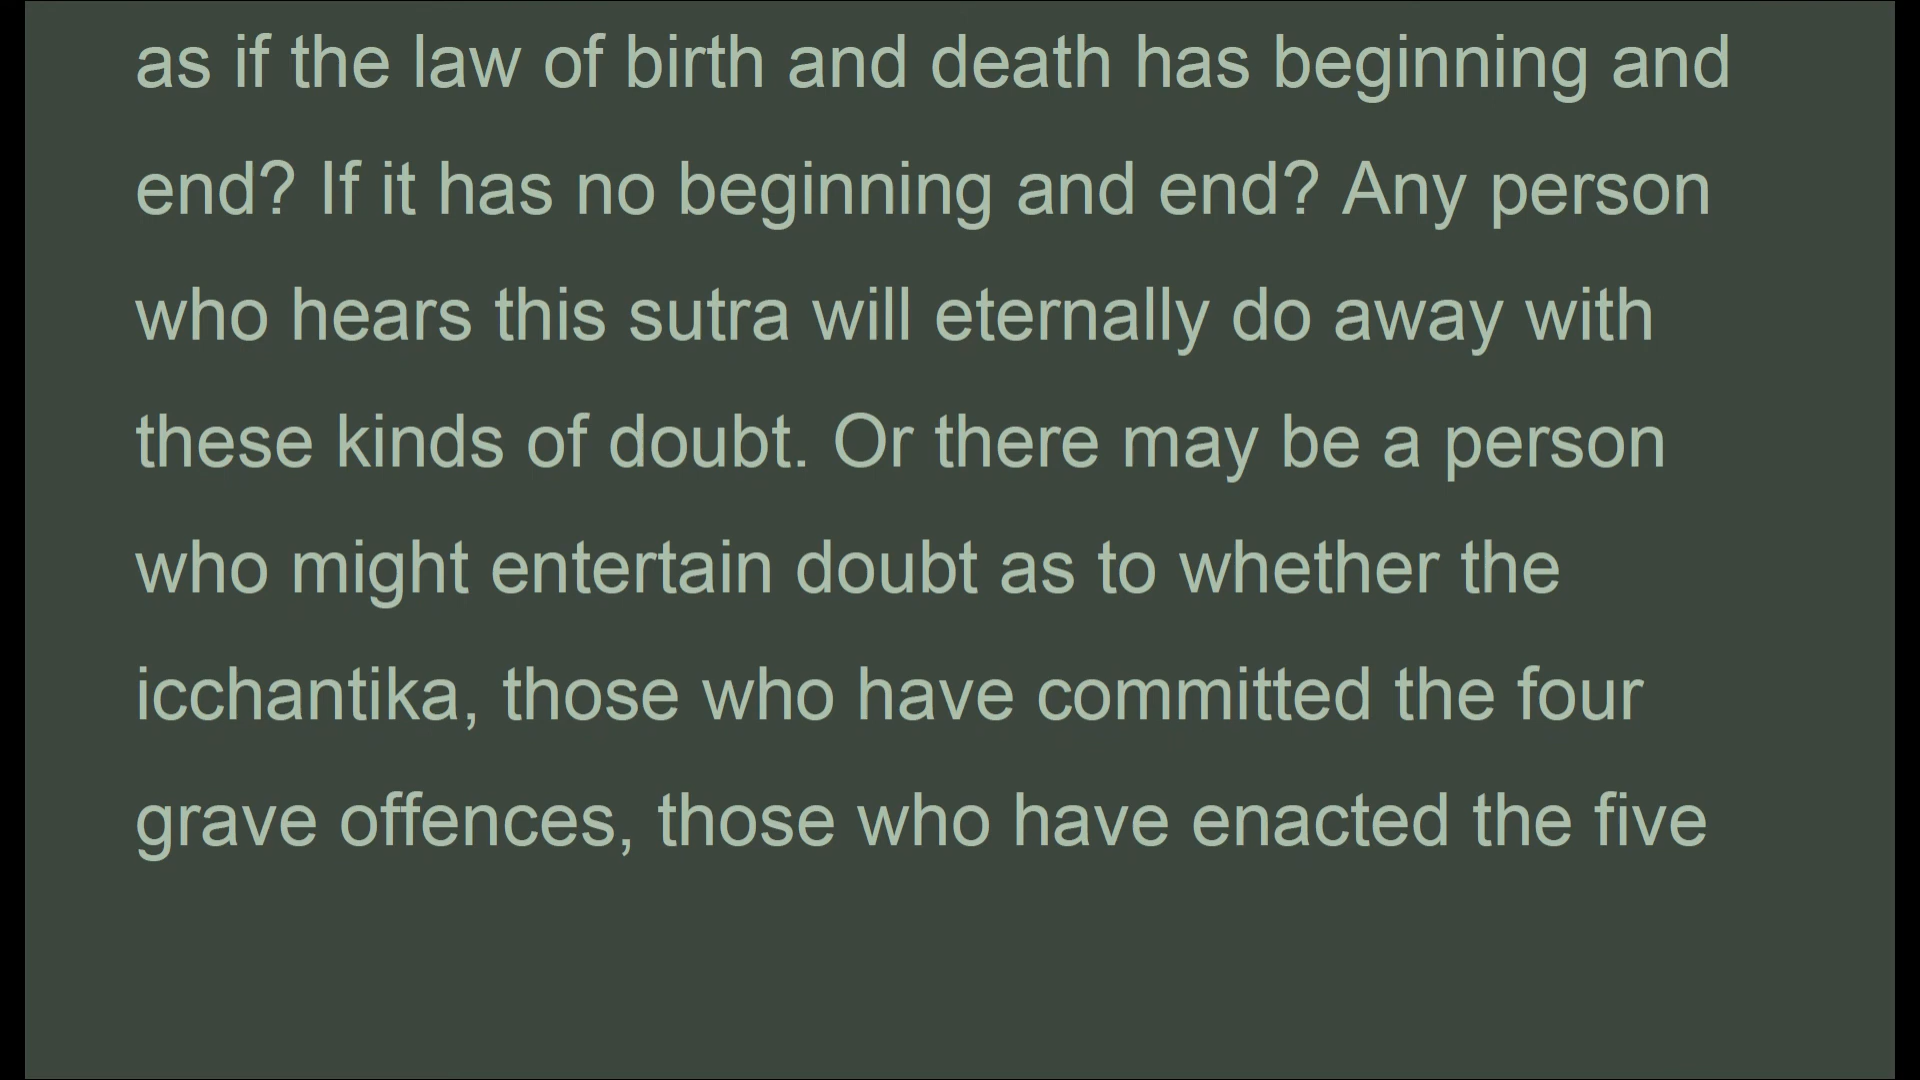 as if the law of birth and death has beginning and
end? If it has no beginning and end? Any person
who hears this sutra will eternally do away with
these kinds of doubt. Or there may be a person
who might entertain doubt as to whether the
icchantika, those who have committed the four
grave offences, those who have enacted the five